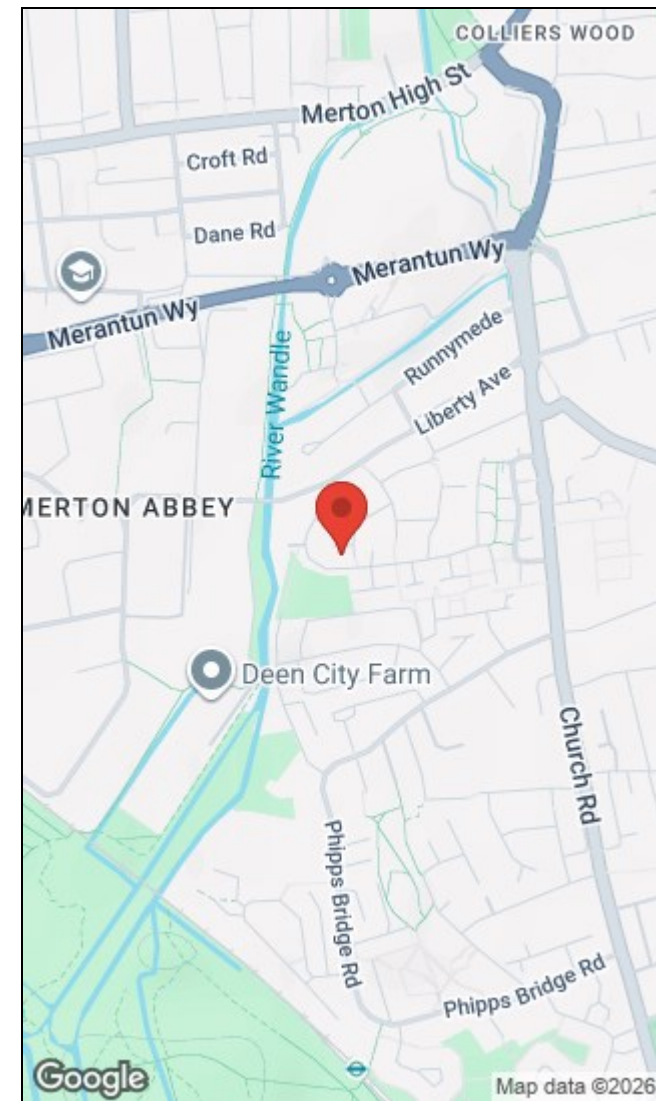 COLLIERS WOOD
Merton High St
Croft Rd
Dane Rd
Merantun Wy
Merantun Wy
River Wandle
Runnymede
Liberty Ave
MERTON ABBEY
Deen City Farm
Church Rd
Phipps Bridge Rd
Phipps Bridge Rd
Google
Map data ©2026